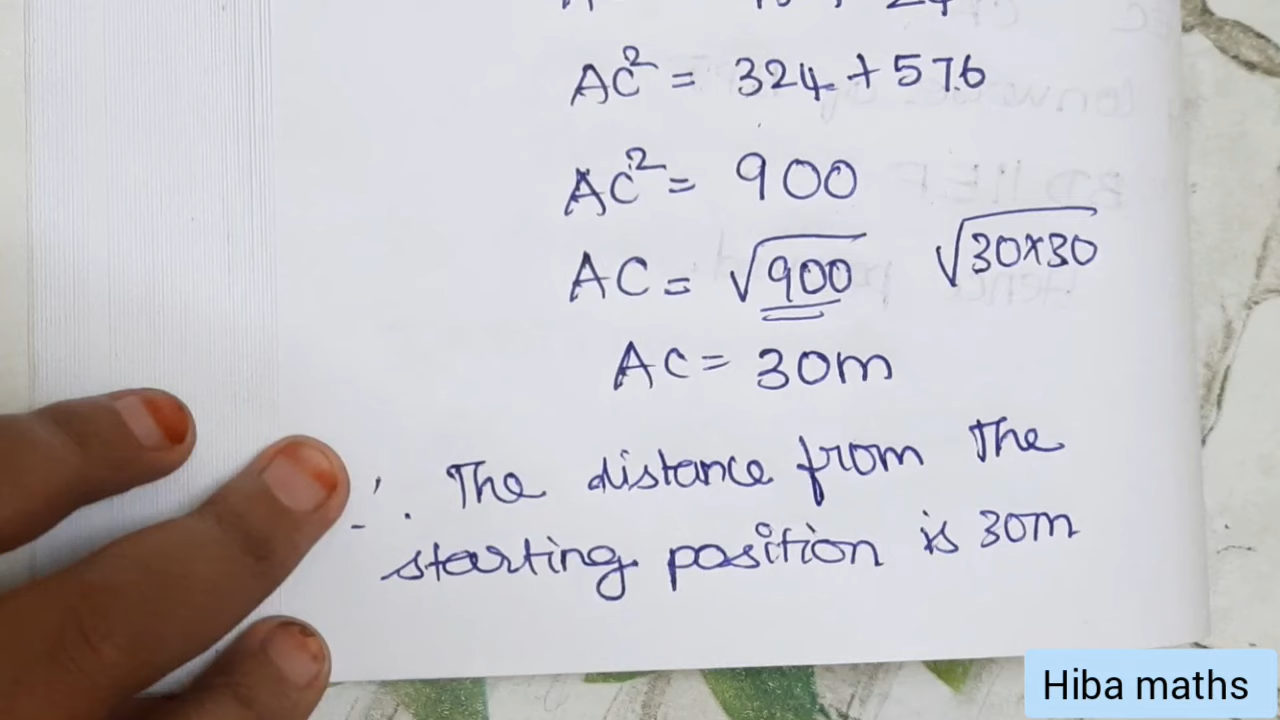 AC² = 324 + 576
AC² = 900
AC = √900 √30×30
AC = 30m
∴ The distance from the
starting position is 30m
Hiba maths